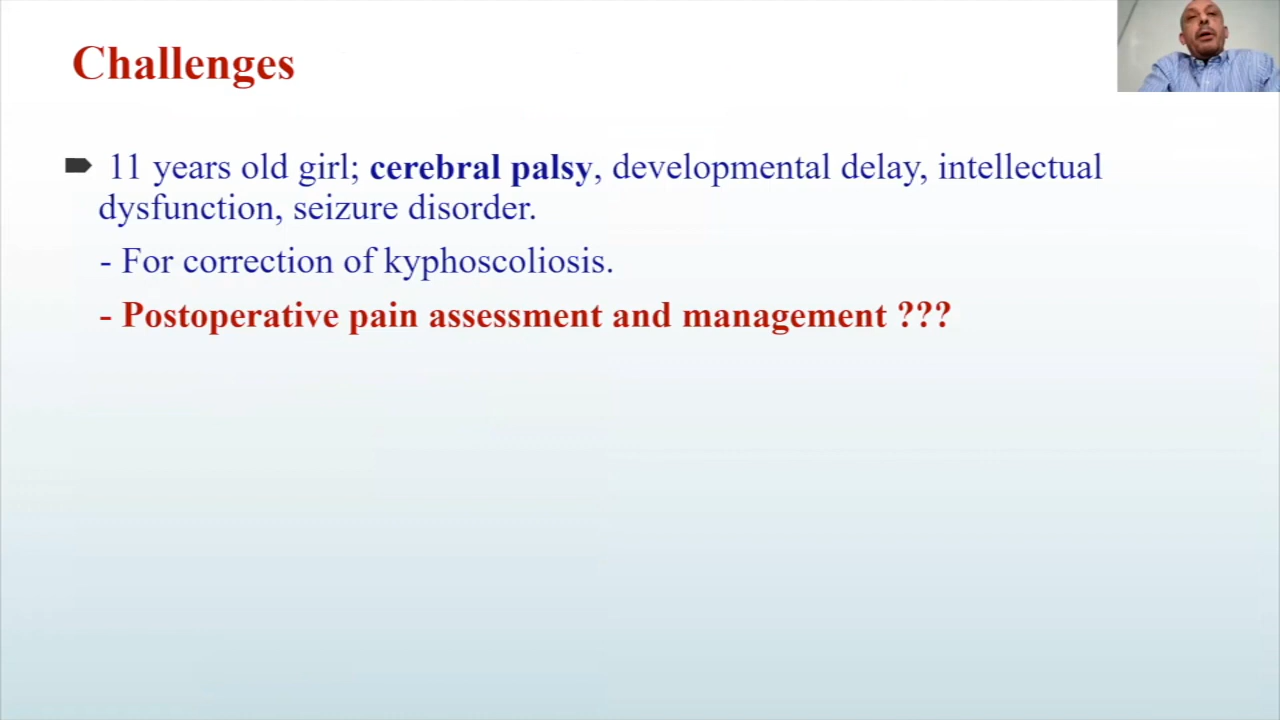 Challenges
11 years old girl; cerebral palsy, developmental delay, intellectual
dysfunction, seizure disorder.
- For correction of kyphoscoliosis.
- Postoperative pain assessment and management ???